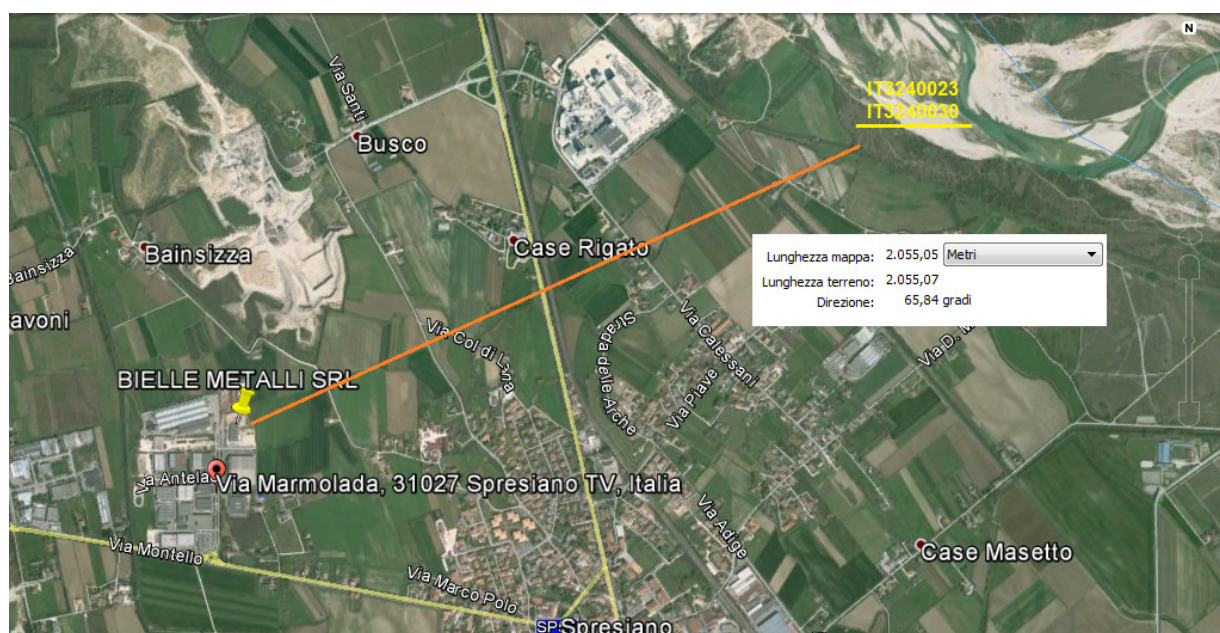 N
IT3240023
IT3240030
Via Santi
Busco
Bainsizza
Bainsizza
Case Rigato
Lunghezza mappa: 2.055,05 Metri
Lunghezza terreno: 2.055,07
Direzione: 65,84 gradi
avoni
Via Col di Lana
Strada delle Arche
Via Calessani
Via D. M
Via Piave
BIELLE METALLI SRL
Via Antela
Via Marmolada, 31027 Spresiano TV, Italia
Via Adige
Via Montello
Case Masetto
Via Marco Polo
SP
Spresiano